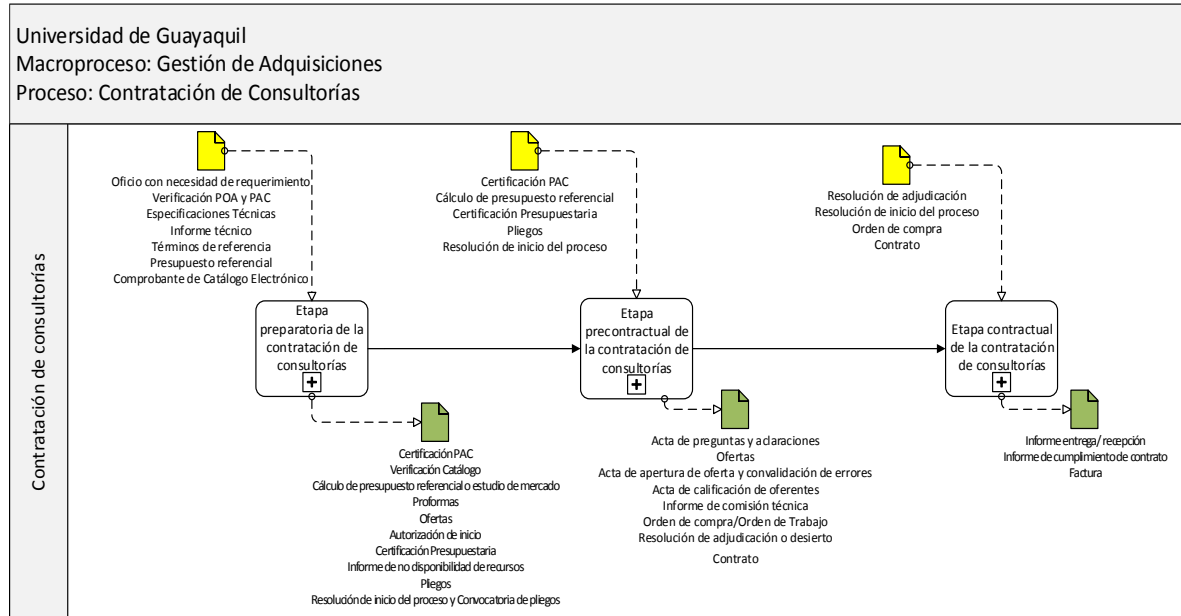 Universidad de Guayaquil
Macroproceso: Gestión de Adquisiciones
Proceso: Contratación de Consultorías
Contratación de consultorías
Oficio con necesidad de requerimiento
Verificación POA y PAC
Especificaciones Técnicas
Informe técnico
Términos de referencia
Presupuesto referencial
Comprobante de Catálogo Electrónico
Certificación PAC
Cálculo de presupuesto referencial
Certificación Presupuestaria
Pliegos
Resolución de inicio del proceso
Resolución de adjudicación
Resolución de inicio del proceso
Orden de compra
Contrato
Etapa
preparatoria de la
contratación de
consultorías
Etapa
precontractual de
la contratación de
consultorías
Etapa contractual
de la contratación
de consultorías
Certificación PAC
Verificación Catálogo
Cálculo de presupuesto referencial o estudio de mercado
Proformas
Ofertas
Autorización de inicio
Certificación Presupuestaria
Informe de no disponibilidad de recursos
Pliegos
Resolución de inicio del proceso y Convocatoria de pliegos
Acta de preguntas y aclaraciones
Ofertas
Acta de apertura de oferta y convalidación de errores
Acta de calificación de oferentes
Informe de comisión técnica
Orden de compra/Orden de Trabajo
Resolución de adjudicación o desierto
Contrato
Informe entrega/ recepción
Informe de cumplimiento de contrato
Factura